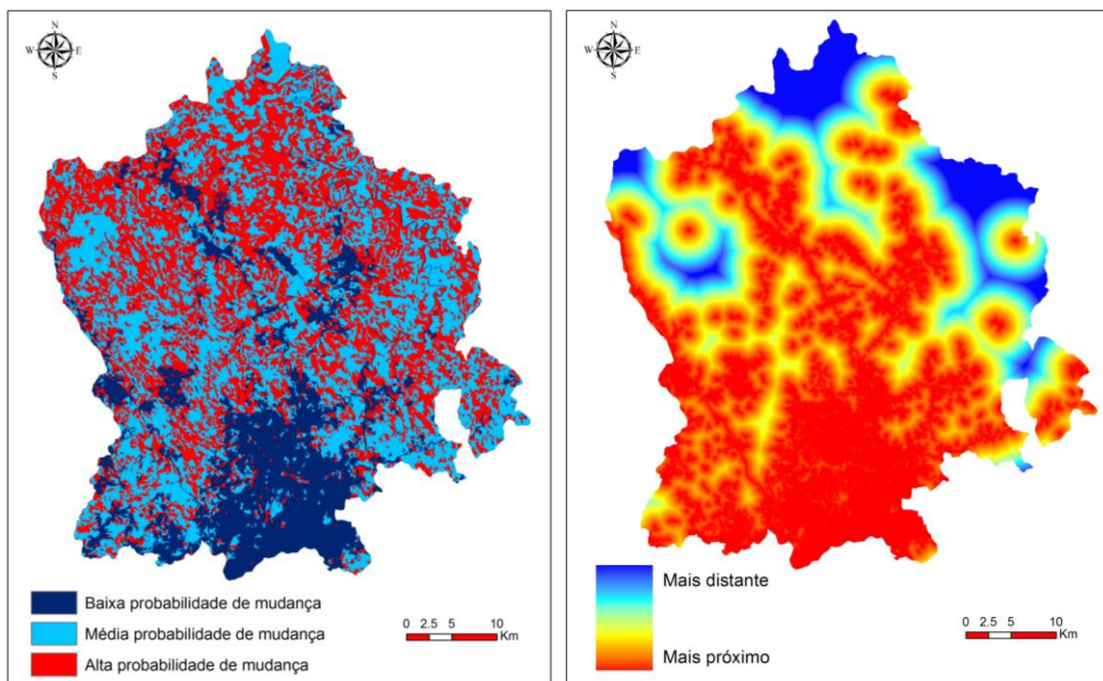 N
W E
S
Baixa probabilidade de mudança
Média probabilidade de mudança
Alta probabilidade de mudança
0 2.5 5 10
Km
N
W E
S
Mais distante
Mais próximo
0 2.5 5 10
Km